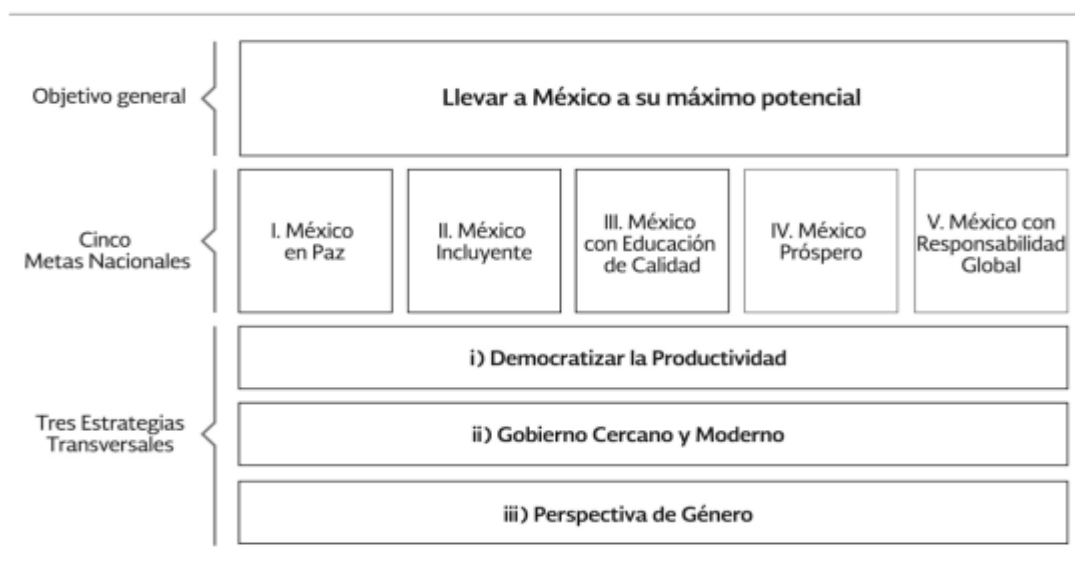 Objetivo general
Llevar a México a su máximo potencial
Cinco
Metas Nacionales
I. México
en Paz
II. México
Incluyente
III. México
con Educación
de Calidad
IV. México
Próspero
V. México con
Responsabilidad
Global
Tres Estrategias
Transversales
i) Democratizar la Productividad
ii) Gobierno Cercano y Moderno
iii) Perspectiva de Género